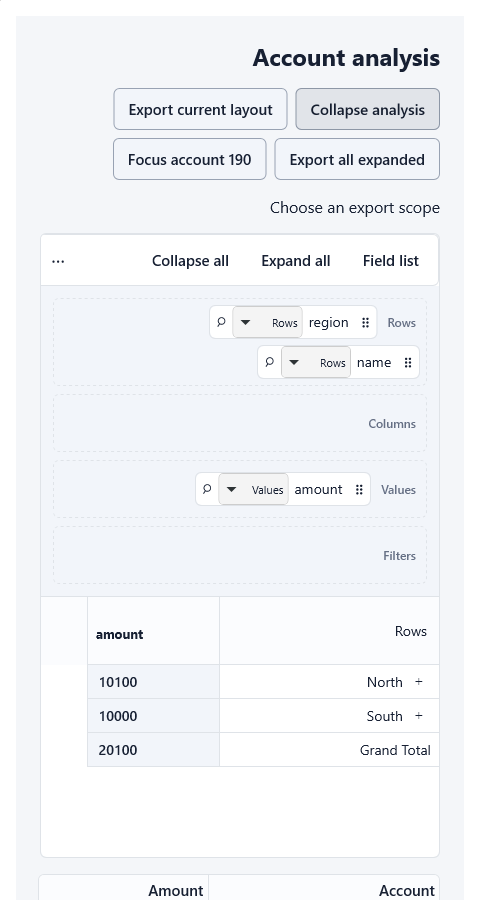 Account analysis
Export current layout Collapse analysis
Focus account 190 Export all expanded
Choose an export scope
... Collapse all Expand all Field list
Rows region Rows
Rows name
Columns
Values amount Values
Filters
amount Rows
10100 North +
10000 South +
20100 Grand Total
Amount Account